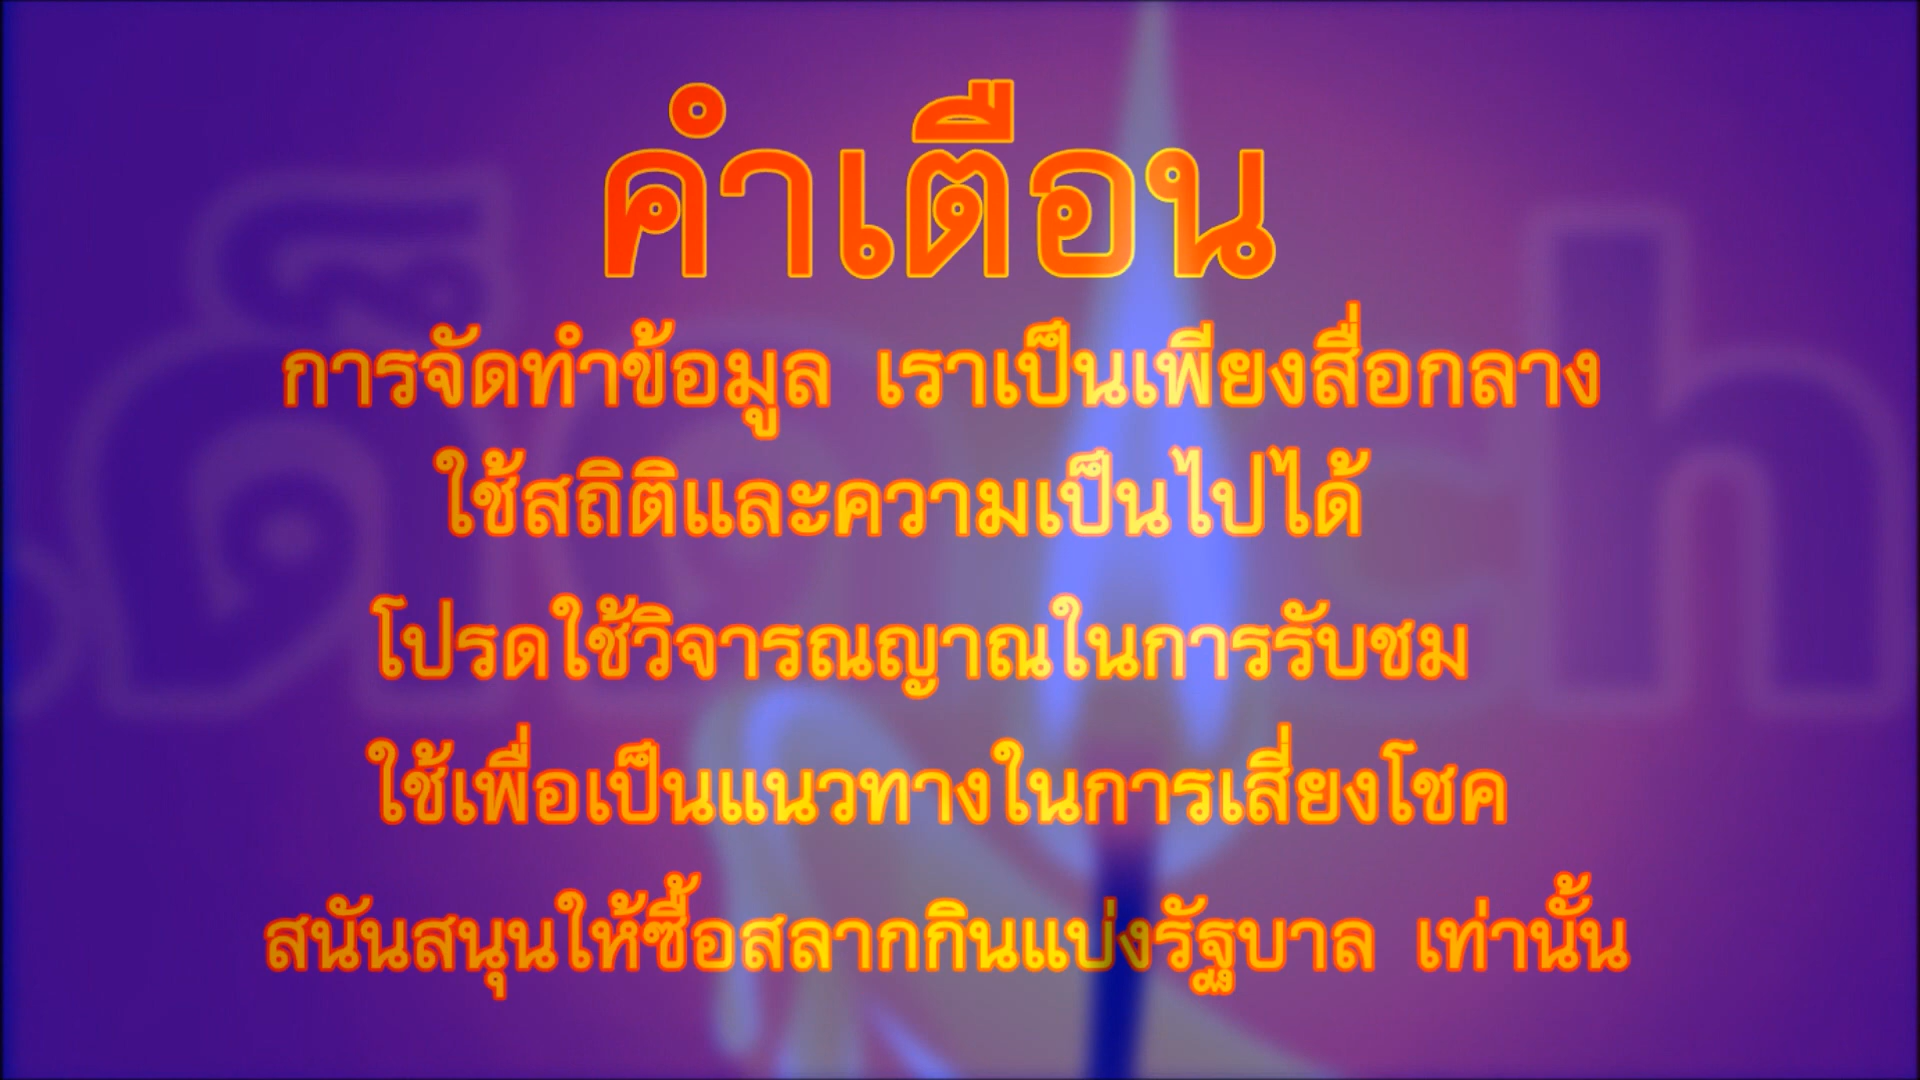 คำเตือน
การจัดทำข้อมูล เราเป็นเพียงสื่อกลาง
ใช้สถิติและความเป็นไปได้
โปรดใช้วิจารณญาณในการรับชม
ใช้เพื่อเป็นแนวทางในการเสี่ยงโชค
สนันสนุนให้ซื้อสลากกินแบ่งรัฐบาล เท่านั้น